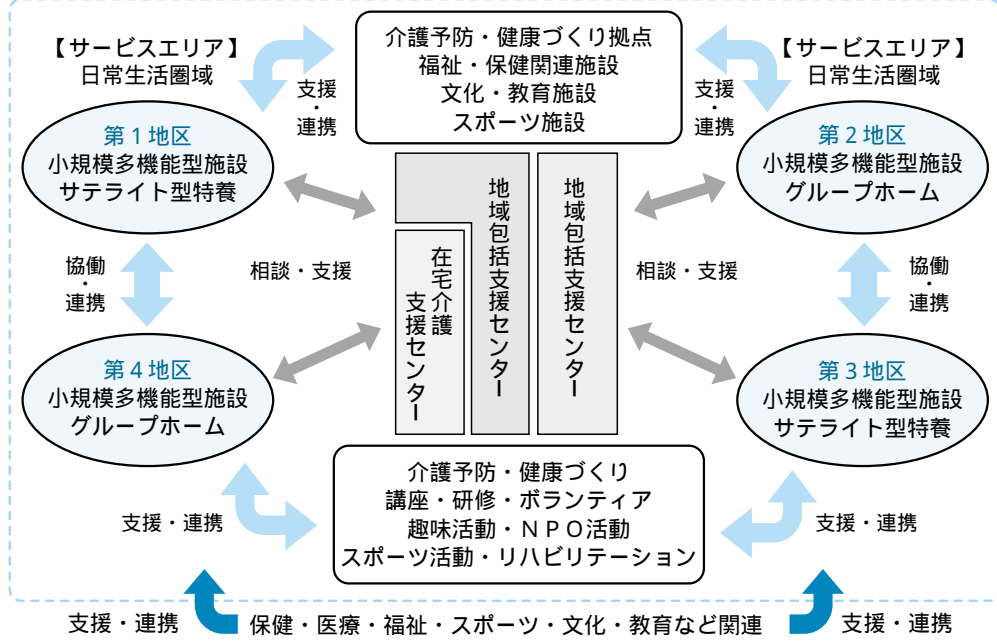 【サービスエリア】
日常生活圏域
介護予防・健康づくり拠点
福祉・保健関連施設
文化・教育施設
スポーツ施設
【サービスエリア】
日常生活圏域
支援
・
連携
支援
・
連携
第1地区
小規模多機能型施設
サテライト型特養
第2地区
小規模多機能型施設
グループホーム
地域包括支援センター
地域包括支援センター
在宅介護
支援センター
協働
・
連携
相談・支援
相談・支援
協働
・
連携
第4地区
小規模多機能型施設
グループホーム
第3地区
小規模多機能型施設
サテライト型特養
介護予防・健康づくり
講座・研修・ボランティア
趣味活動・NPO活動
スポーツ活動・リハビリテーション
支援・連携
支援・連携
支援・連携
保健・医療・福祉・スポーツ・文化・教育など関連
支援・連携